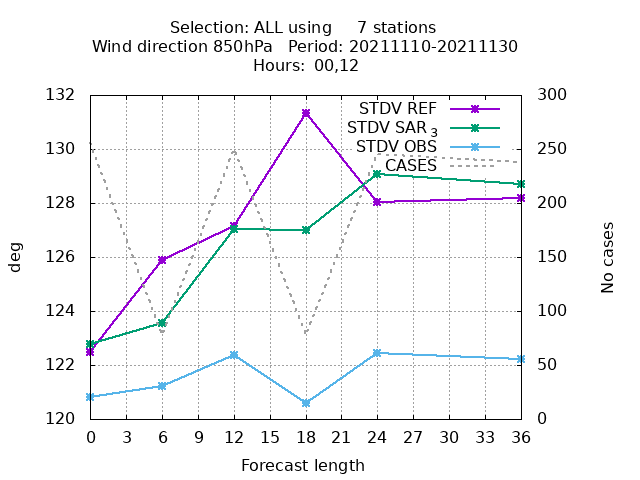 Selection: ALL using 7 stations
Wind direction 850hPa Period: 20211110-20211130
Hours: 00,12
132 300
STDV REF
STDV SAR 3
130 STDV OBS 250
CASES
128 200
126 150
deg No cases
124 100
122 50
120 0
0 3 6 9 12 15 18 21 24 27 30 33 36
Forecast length